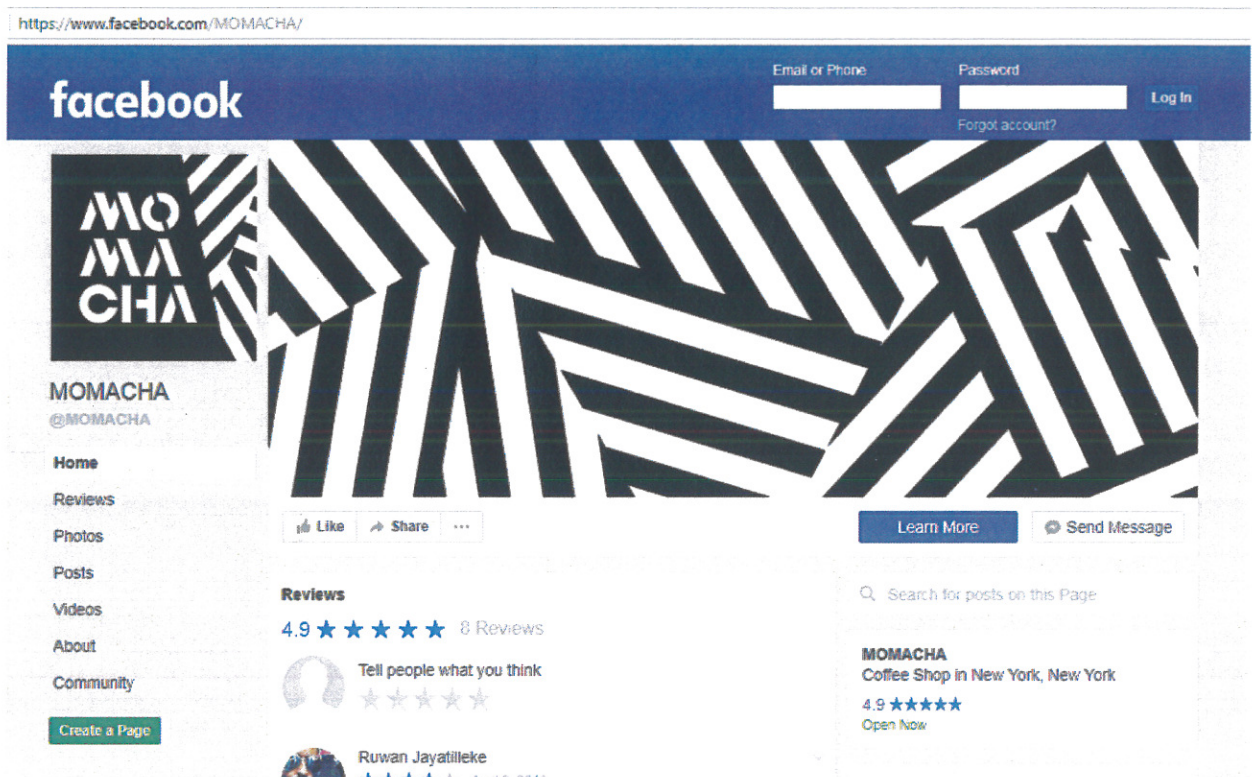 https://www.facebook.com/MOMACHA/
facebook
Email or Phone
Password
Log In
Forgot account?
MO
MA
CHA
MOMACHA
@MOMACHA
Home
Reviews
Photos
Posts
Videos
About
Community
Create a Page
Like
Share
Learn More
Send Message
Reviews
4.9 ★★★★★ 8 Reviews
Tell people what you think
Ruwan Jayatilleke
Search for posts on this Page
MOMACHA
Coffee Shop in New York, New York
4.9 ★★★★★
Open Now